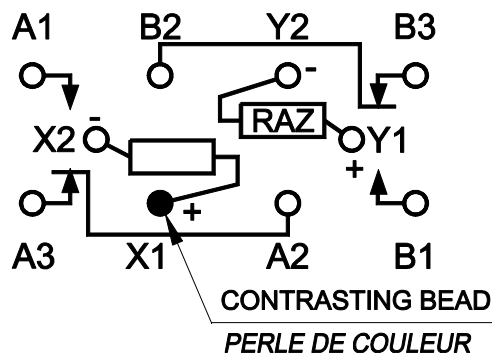 A1 B2 Y2 B3
-
-
RAZ
X2 Y1
+
+
A3 X1 A2 B1
CONTRASTING BEAD
PERLE DE COULEUR